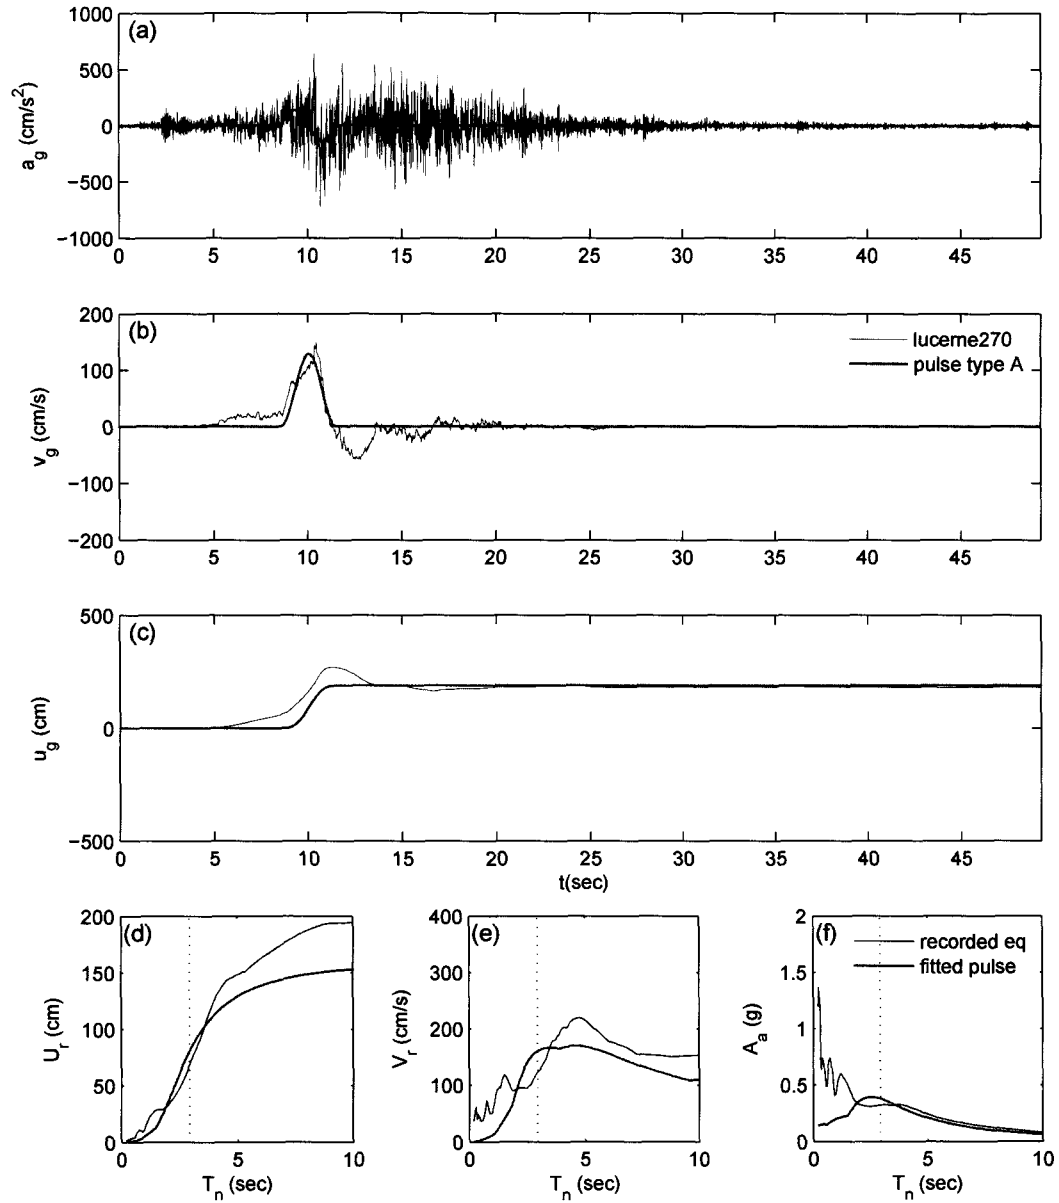 (a)
1000
500
0
−500
−1000
a_g (cm/s²)
0 5 10 15 20 25 30 35 40 45
(b)
200
100
0
−100
−200
v_g (cm/s)
lucerne270
pulse type A
0 5 10 15 20 25 30 35 40 45
(c)
500
0
−500
u_g (cm)
0 5 10 15 20 25 30 35 40 45
t(sec)
(d)
200
150
100
50
0
U_r (cm)
0 5 10
T_n (sec)
(e)
400
300
200
100
0
V_r (cm/s)
0 5 10
T_n (sec)
(f)
2
1.5
1
0.5
0
A_a (g)
recorded eq
fitted pulse
0 5 10
T_n (sec)